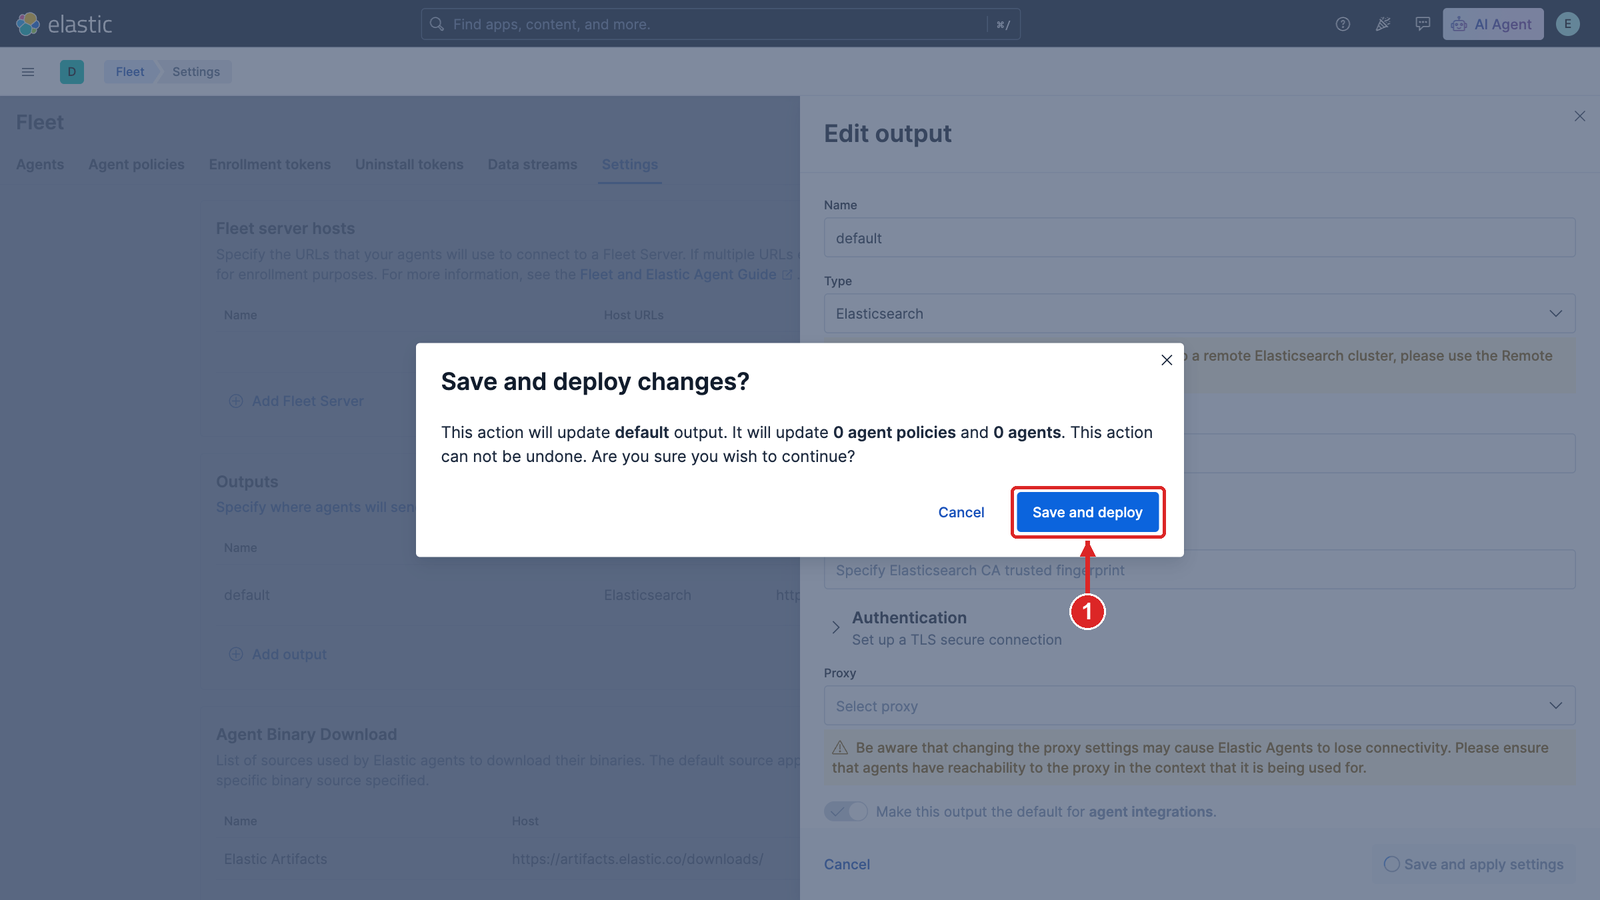 elastic
Find apps, content, and more.
⌘/
AI Agent
E
D
Fleet
Settings
Fleet
Agents
Agent policies
Enrollment tokens
Uninstall tokens
Data streams
Settings
Fleet server hosts
Specify the URLs that your agents will use to connect to a Fleet Server. If multiple URLs
for enrollment purposes. For more information, see the Fleet and Elastic Agent Guide
Name
Host URLs
Add Fleet Server
Outputs
Specify where agents will sen
Name
default
Elasticsearch
http
Add output
Agent Binary Download
List of sources used by Elastic agents to download their binaries. The default source app
specific binary source specified.
Name
Host
Elastic Artifacts
https://artifacts.elastic.co/downloads/
Edit output
Name
default
Type
Elasticsearch
a remote Elasticsearch cluster, please use the Remote
Save and deploy changes?
This action will update default output. It will update 0 agent policies and 0 agents. This action
can not be undone. Are you sure you wish to continue?
Cancel
Save and deploy
1
Specify Elasticsearch CA trusted fingerprint
Authentication
Set up a TLS secure connection
Proxy
Select proxy
Be aware that changing the proxy settings may cause Elastic Agents to lose connectivity. Please ensure
that agents have reachability to the proxy in the context that it is being used for.
Make this output the default for agent integrations.
Cancel
Save and apply settings